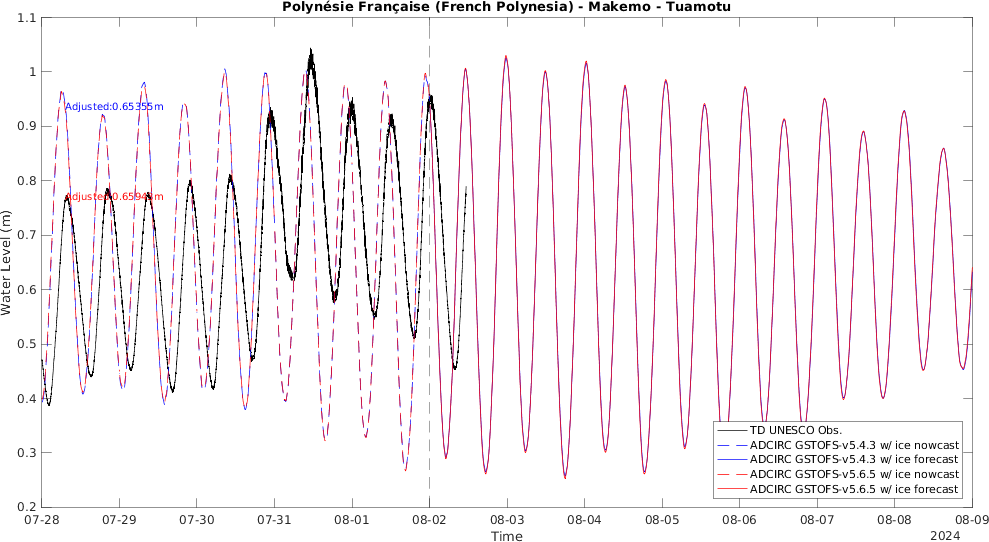 Polynésie Française (French Polynesia) - Makemo - Tuamotu
1.1
1
0.9
0.8
0.7
0.6
0.5
0.4
0.3
0.2
Water Level (m)
Adjusted:0.65355m
TD UNESCO Obs.
ADCIRC GSTOFS-v5.4.3 w/ ice nowcast
ADCIRC GSTOFS-v5.4.3 w/ ice forecast
ADCIRC GSTOFS-v5.6.5 w/ ice nowcast
ADCIRC GSTOFS-v5.6.5 w/ ice forecast
07-28 07-29 07-30 07-31 08-01 08-02 08-03 08-04 08-05 08-06 08-07 08-08 08-09
Time
2024